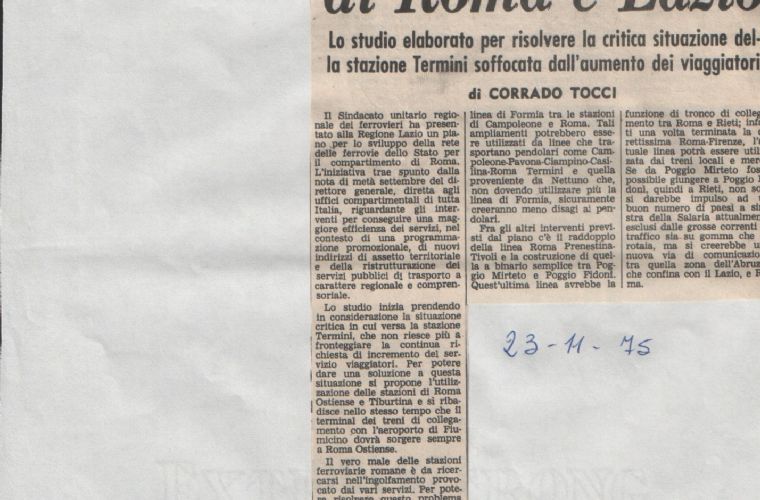 di Roma e Lazio
Lo studio elaborato per risolvere la critica situazione del-
la stazione Termini soffocata dall'aumento dei viaggiatori
di CORRADO TOCCI
Il Sindacato unitario regio-
nale dei ferrovieri ha presen-
tato alla Regione Lazio un pia-
no per lo sviluppo della rete
delle ferrovie dello Stato per
il compartimento di Roma.
L'iniziativa trae spunto dalla
nota di metà settembre del di-
rettore generale, diretta agli
uffici compartimentali di tutta
Italia, riguardante gli inter-
venti per conseguire una mag-
giore efficienza dei servizi, nel
contesto di una programma-
zione promozionale, di nuovi
indirizzi di assetto territoriale
e della ristrutturazione dei
servizi pubblici di trasporto a
carattere regionale e compren-
soriale.
Lo studio inizia prendendo
in considerazione la situazione
critica in cui versa la stazione
Termini, che non riesce più a
fronteggiare la continua ri-
chiesta di incremento del ser-
vizio viaggiatori. Per potere
dare una soluzione a questa
situazione si propone l'utiliz-
zazione delle stazioni di Roma
Ostiense e Tiburtina e si riba-
disce nello stesso tempo che il
terminal dei treni di collega-
mento con l'aeroporto di Fiu-
micino dovrà sorgere sempre
a Roma Ostiense.
Il vero male delle stazioni
ferroviarie romane è da ricer-
carsi nell'ingolfamento provo-
cato dai vari servizi. Per pote-
re risolvere questo problema
linea di Formia tra le stazioni
di Campoleone e Roma. Tali
ampliamenti potrebbero esse-
re utilizzati da linee che tra-
sportano pendolari come Cam-
poleone-Pavona-Ciampino-Casi-
lina-Roma Termini e quella
proveniente da Nettuno che,
non dovendo utilizzare più la
linea di Formia, sicuramente
creeranno meno disagi ai pen-
dolari.
Fra gli altri interventi previ-
sti dal piano c'è il raddoppio
della linea Roma Prenestina-
Tivoli e la costruzione di quel-
la a binario semplice tra Pog-
gio Mirteto e Poggio Fidoni.
Quest'ultima linea avrebbe la
funzione di tronco di colleg
mento tra Roma e Rieti; inf
ti una volta terminata la
rettissima Roma-Firenze, l'
tuale linea potrà essere util
zata dai treni locali e mer
Se da Poggio Mirteto fos
possibile giungere a Poggio
doni, quindi a Rieti, non so
si darebbe impulso ad
buon numero di paesi a sin
stra della Salaria attualmen
esclusi dalle grosse correnti
traffico sia su gomma che
rotaia, ma si creerebbe u
nuova via di comunicazio
tra quella zona dell'Abruz
che confina con il Lazio, e R
ma.
23-11-75